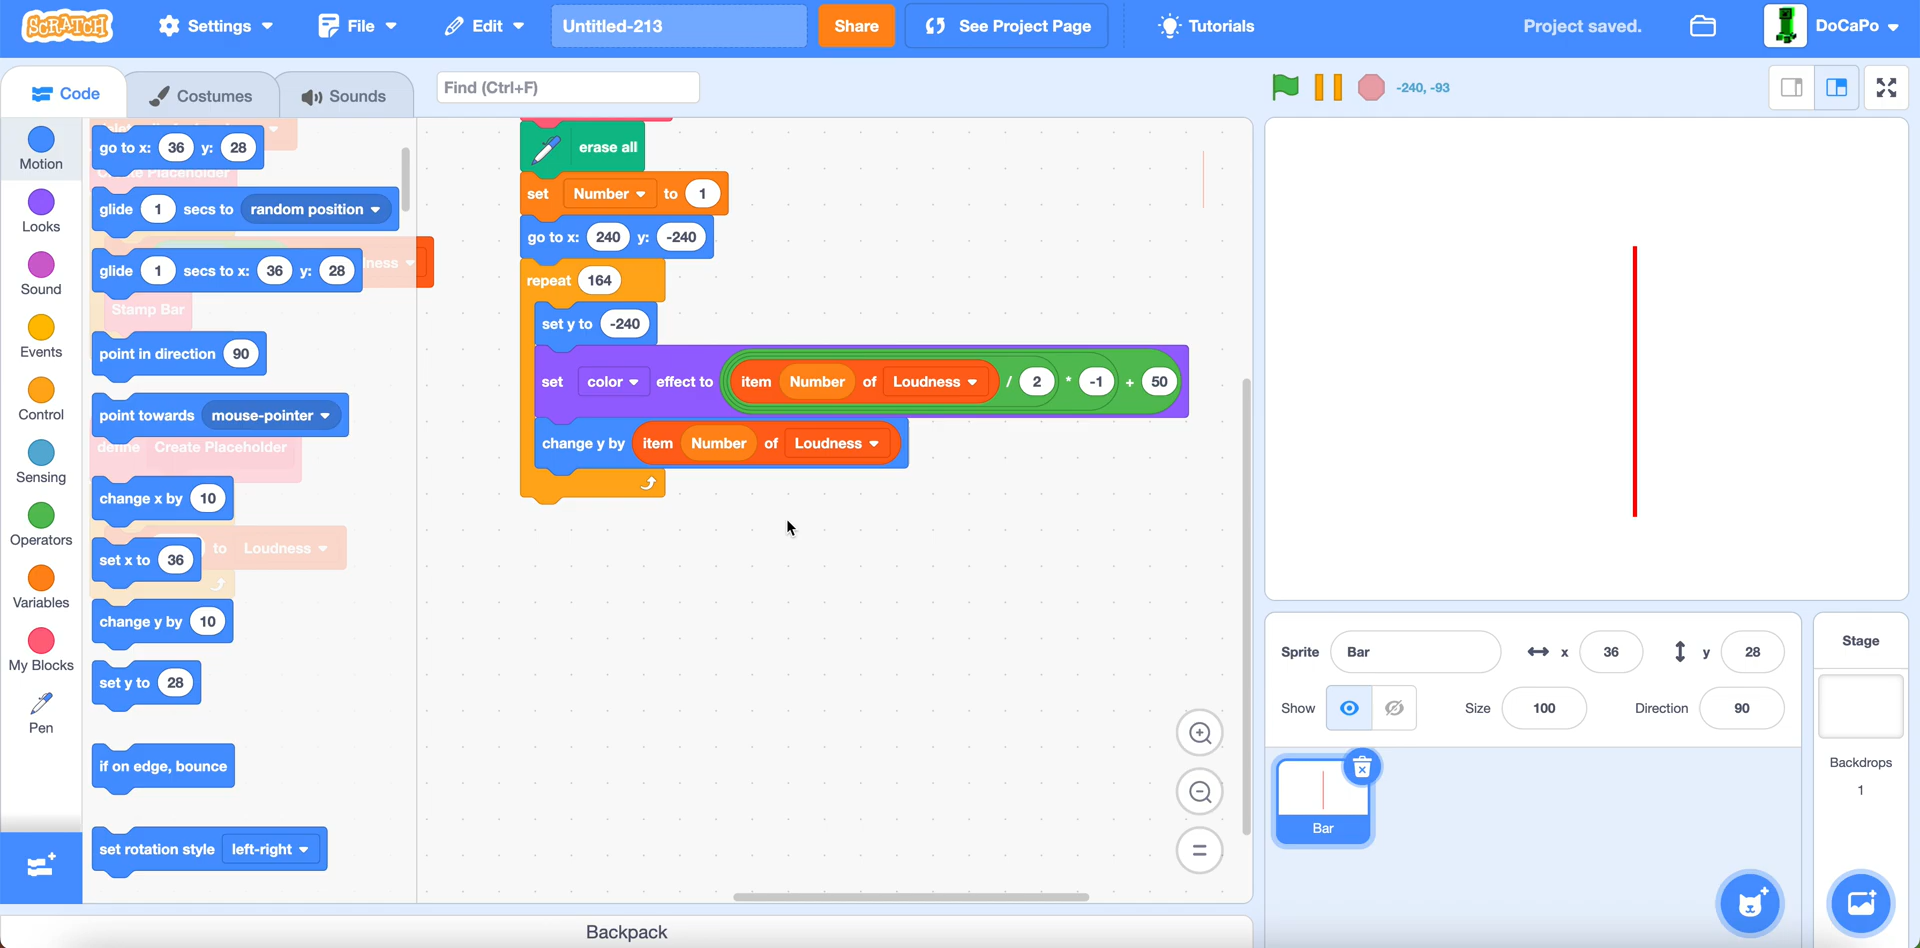 SCRATCH Settings File Edit Untitled-213 Share See Project Page Tutorials Project saved. DoCaPo
Code Costumes Sounds Find (Ctrl+F) -240, -93
Motion
Looks
Sound
Events
Control
Sensing
Operators
Variables
My Blocks
Pen
go to x: 36 y: 28
Create Placeholder
glide 1 secs to random position
glide 1 secs to x: 36 y: 28
Stamp Bar
point in direction 90
point towards mouse-pointer
define Create Placeholder
change x by 10
to Loudness
set x to 36
change y by 10
set y to 28
if on edge, bounce
set rotation style left-right
erase all
set Number to 1
go to x: 240 y: -240
repeat 164
set y to -240
set color effect to item Number of Loudness / 2 * -1 + 50
change y by item Number of Loudness
Backpack
Sprite Bar x 36 y 28
Show Size 100 Direction 90
Bar
Stage
Backdrops
1